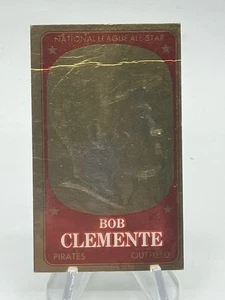 NATIONAL LEAGUE ALL-STAR
BOB
CLEMENTE
PIRATES OUTFIELD